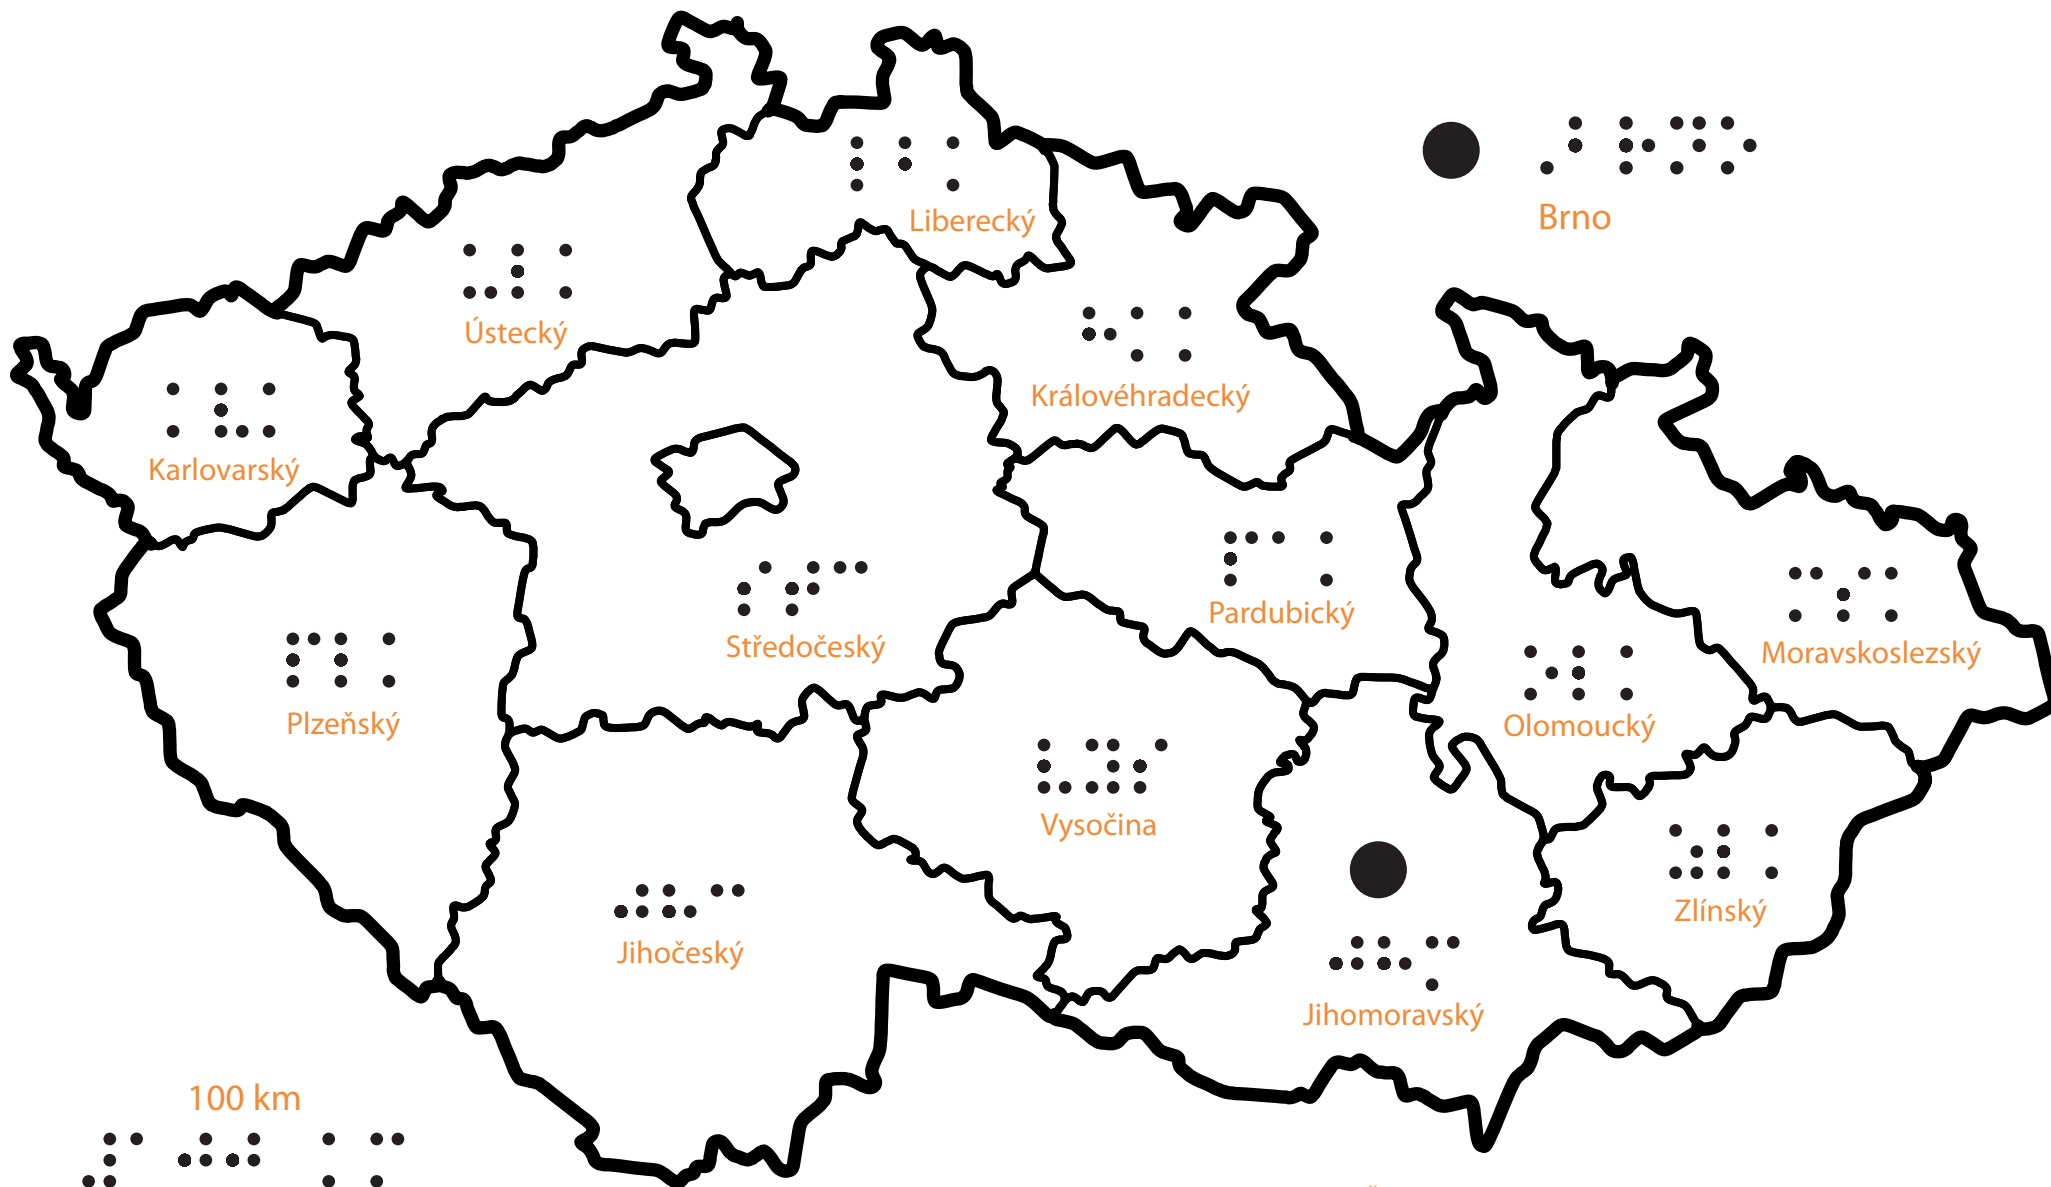 Liberecký
Brno
Ústecký
Královéhradecký
Karlovarský
Pardubický
Středočeský
Moravskoslezský
Plzeňský
Olomoucký
Vysočina
Zlínský
Jihočeský
Jihomoravský
100 km